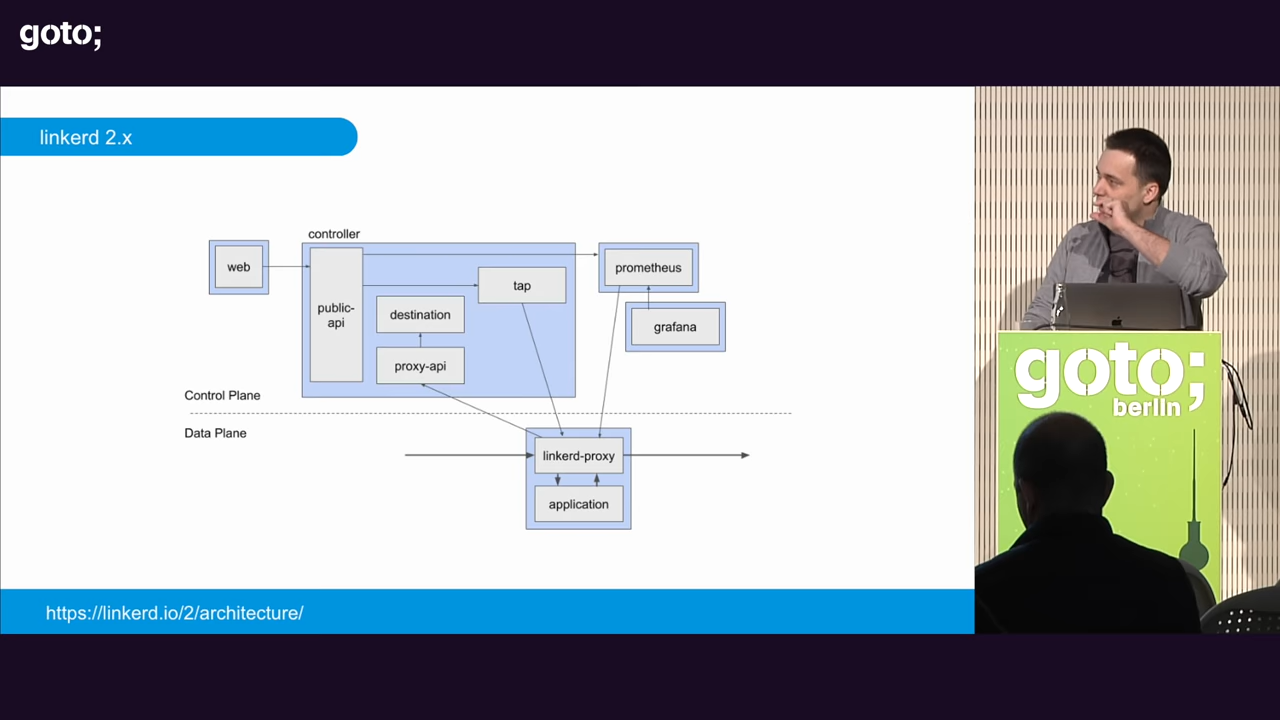 goto;
linkerd 2.x
controller
web
public-
api
tap
destination
proxy-api
prometheus
grafana
Control Plane
Data Plane
linkerd-proxy
application
https://linkerd.io/2/architecture/
goto;
berlin